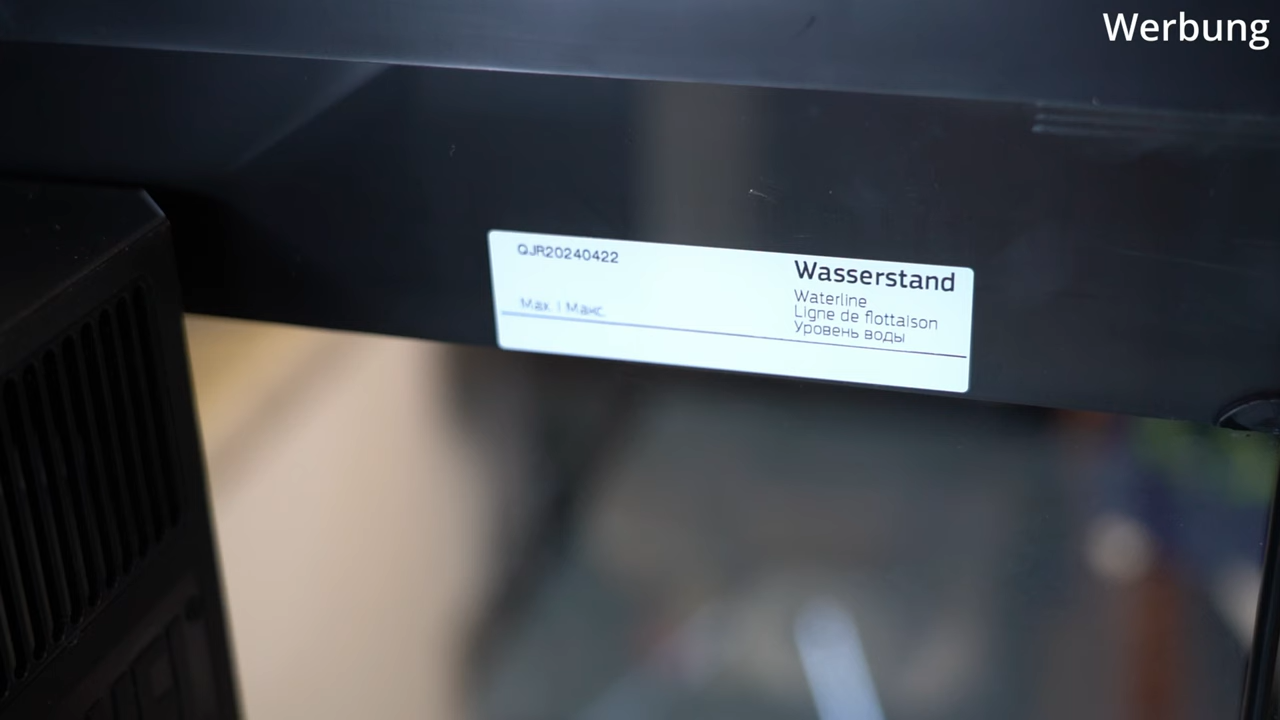 Werbung
QJR20240422
Wasserstand
Waterline
Ligne de flottaison
Уровень воды
Max. | Макс.